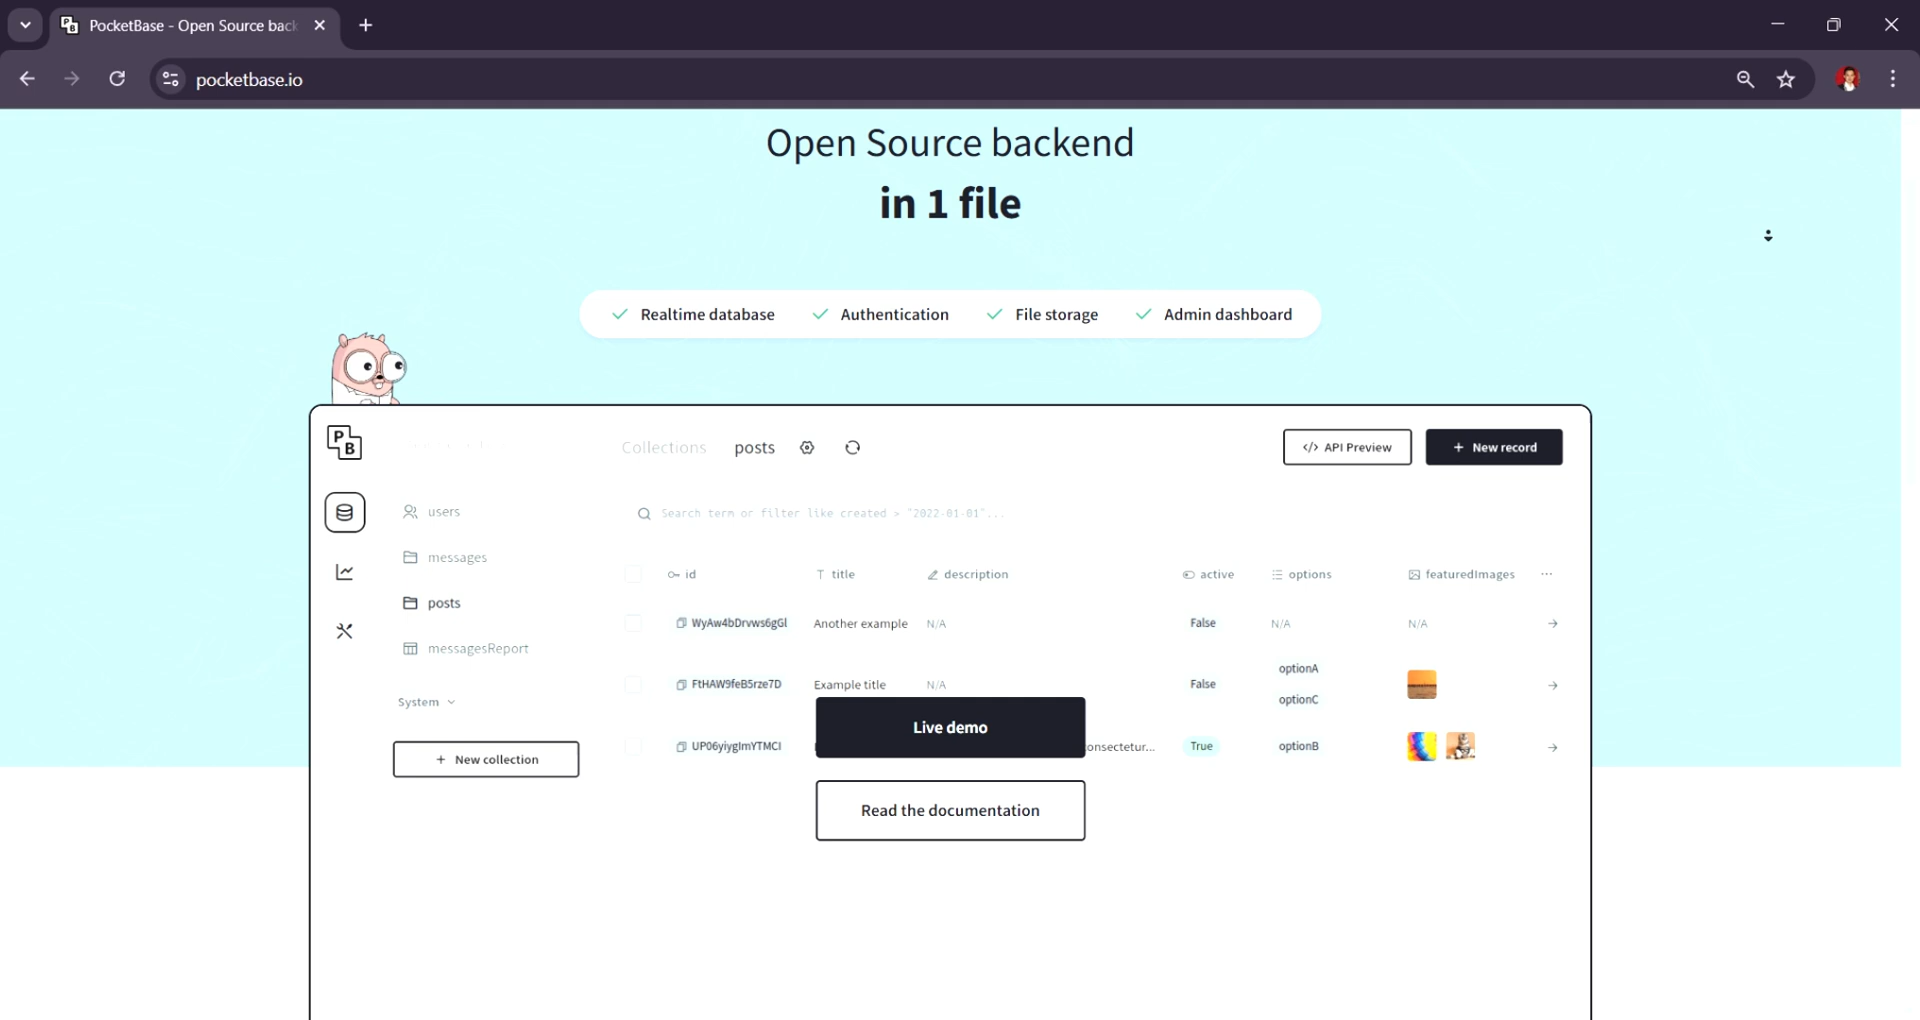 PocketBase - Open Source back
pocketbase.io
Open Source backend
in 1 file
Realtime database Authentication File storage Admin dashboard
P B
Collections posts API Preview + New record
users
Search term or filter like created > "2022-01-01"...
messages
id T title description active options featuredImages ...
posts
WyAw4bDrvws6gGl Another example N/A False N/A N/A
messagesReport
optionA
FtHAW9feB5rze7D Example title N/A False
optionC
System
Live demo
UP06yiyglmYTMCI onsectetur... True optionB
+ New collection
Read the documentation